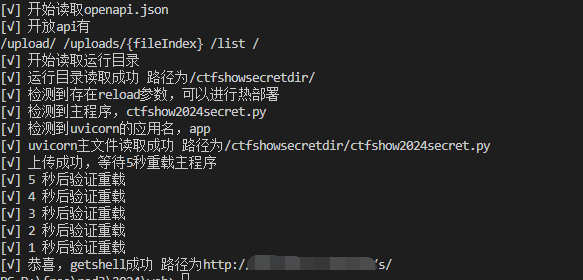 [√] 开始读取openapi.json
[√] 开放api有
/upload/ /uploads/{fileIndex} /list /
[√] 开始读取运行目录
[√] 运行目录读取成功 路径为/ctfshowsecretdir/
[√] 检测到存在reload参数，可以进行热部署
[√] 检测到主程序，ctfshow2024secret.py
[√] 检测到uvicorn的应用名，app
[√] uvicorn主文件读取成功 路径为/ctfshowsecretdir/ctfshow2024secret.py
[√] 上传成功，等待5秒重载主程序
[√] 5 秒后验证重载
[√] 4 秒后验证重载
[√] 3 秒后验证重载
[√] 2 秒后验证重载
[√] 1 秒后验证重载
[√] 恭喜，getshell成功 路径为http:/ s/